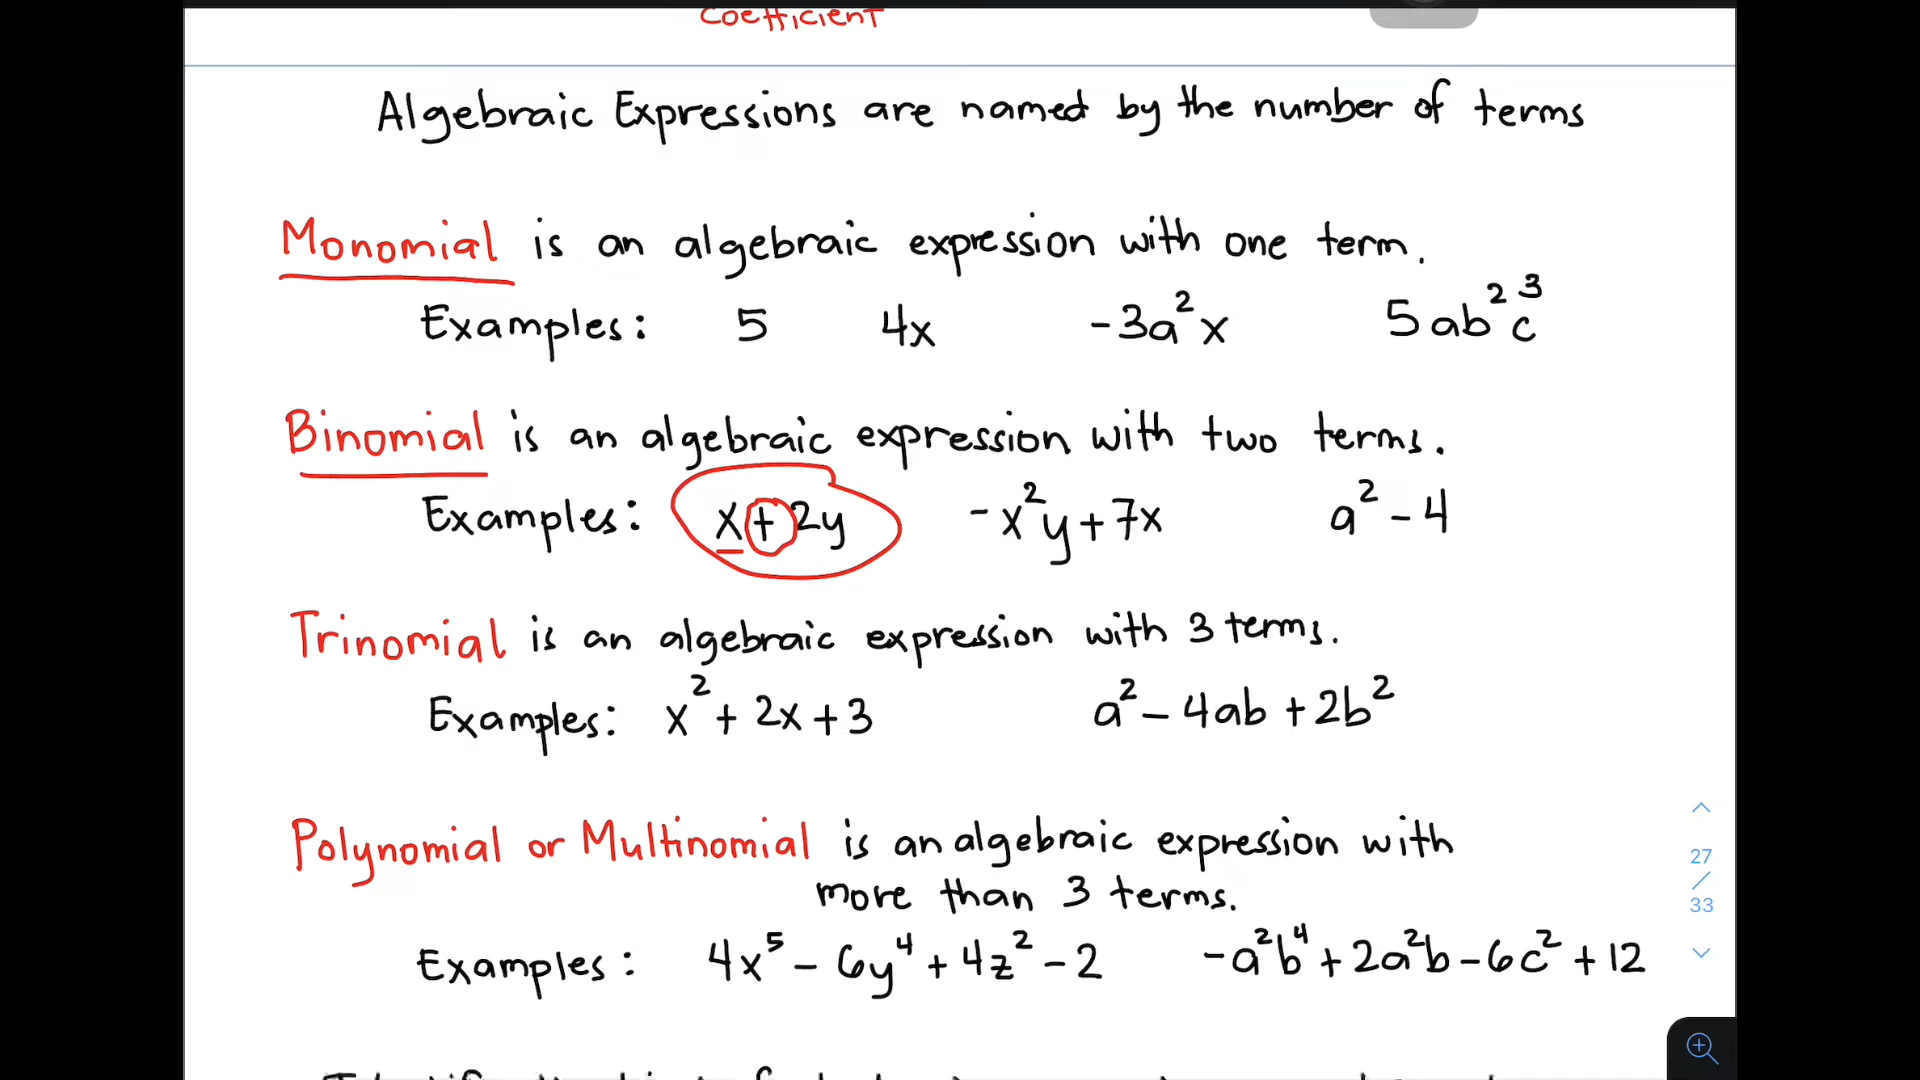 Coefficient
Algebraic Expressions are named by the number of terms
Monomial is an algebraic expression with one term.
Examples: 5 4x -3a²x 5ab²c³
Binomial is an algebraic expression with two terms.
Examples: x+2y -x²y+7x a²-4
Trinomial is an algebraic expression with 3 terms.
Examples: x²+2x+3 a²-4ab+2b²
Polynomial or Multinomial is an algebraic expression with
more than 3 terms.
Examples: 4x⁵-6y⁴+4z²-2 -a²b⁴+2a²b-6c²+12
27
/
33